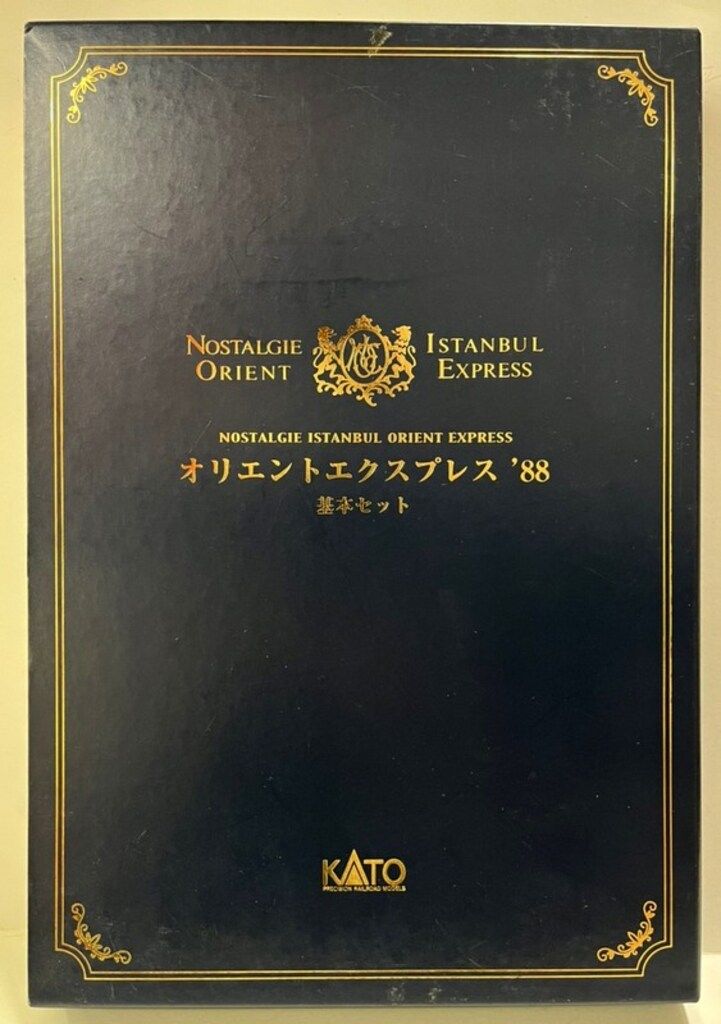 NOSTALGIE ISTANBUL
ORIENT EXPRESS
NOSTALGIE ISTANBUL ORIENT EXPRESS
オリエントエクスプレス ’88
基本セット
KATO
PRECISION RAILROAD MODELS